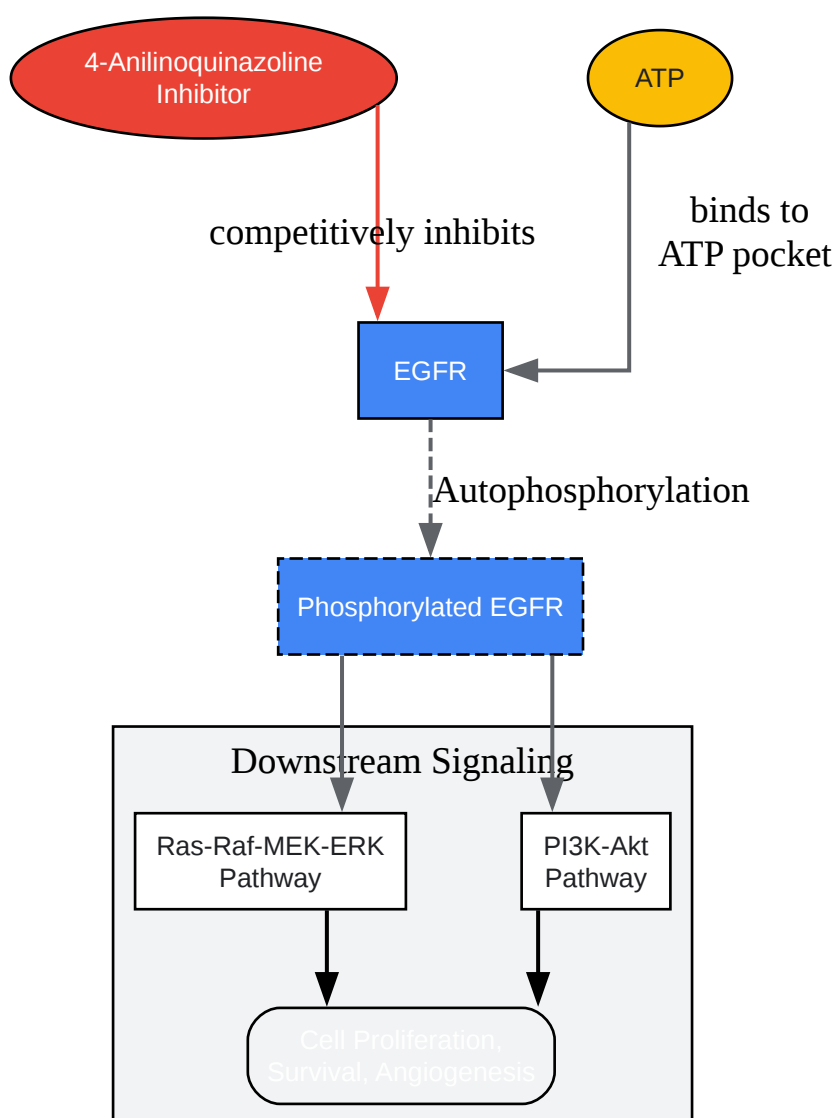 4-Anilinoquinazoline
Inhibitor
ATP
competitively inhibits
binds to
ATP pocket
EGFR
Autophosphorylation
Phosphorylated EGFR
Downstream Signaling
Ras-Raf-MEK-ERK
Pathway
PI3K-Akt
Pathway
Cell Proliferation,
Survival, Angiogenesis